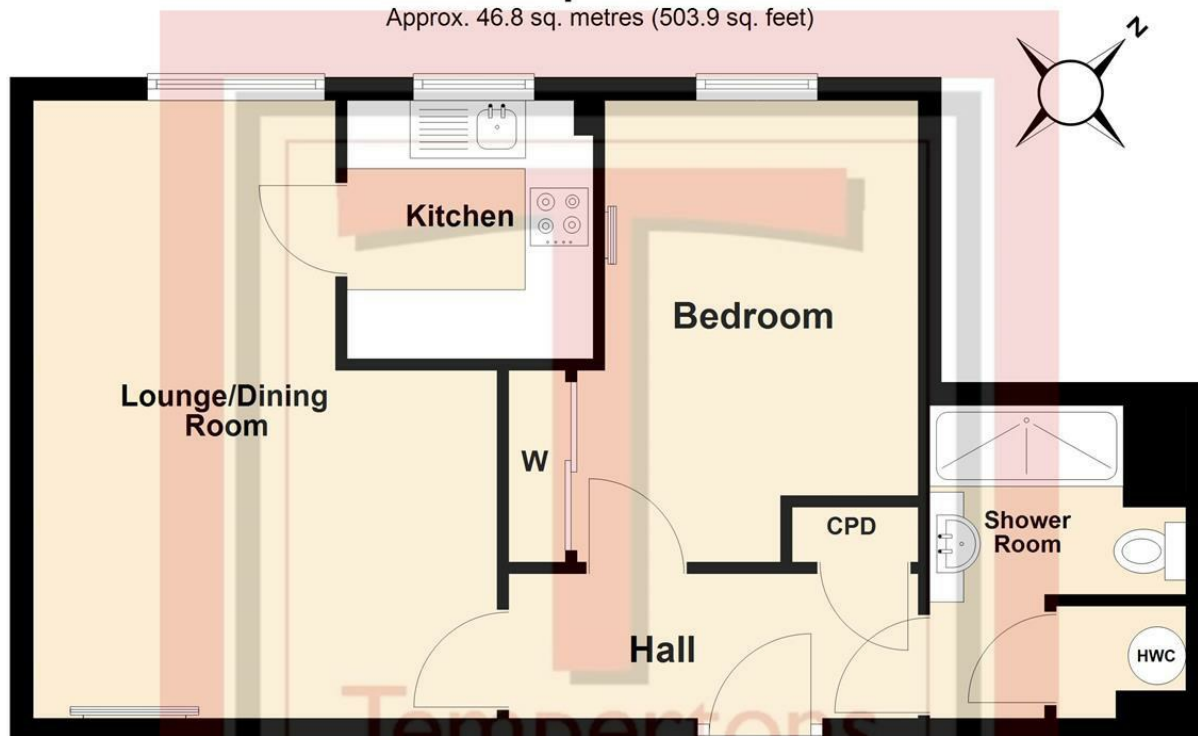 Approx. 46.8 sq. metres (503.9 sq. feet)
Z
Kitchen
Bedroom
Lounge/Dining
Room
W
CPD
Shower
Room
Hall
HWC
Tempertons